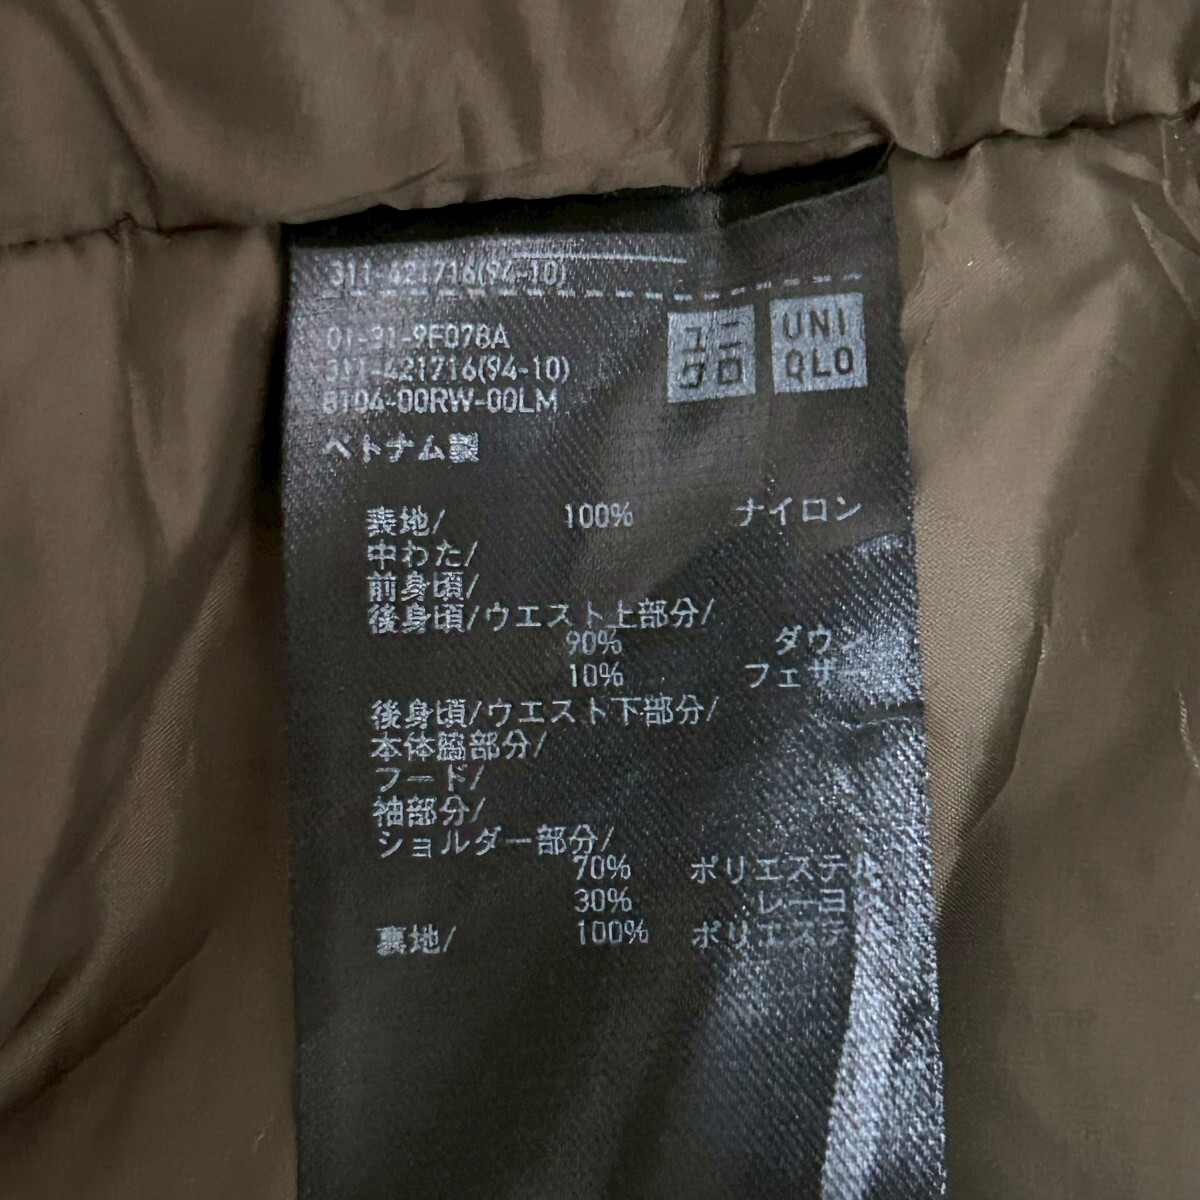 311-421716(94-10)
ユニ
クロ
UNI
QLO
01-31-9F078A
311-421716(94-10)
8104-00RW-00LM
ベトナム製
表地/ 100% ナイロン
中わた/
前身頃/
後身頃/ウエスト上部分/
90% ダウン
10% フェザー
後身頃/ウエスト下部分/
本体脇部分/
フード/
袖部分/
ショルダー部分/
70% ポリエステル
30% レーヨ
裏地/ 100% ポリエステ